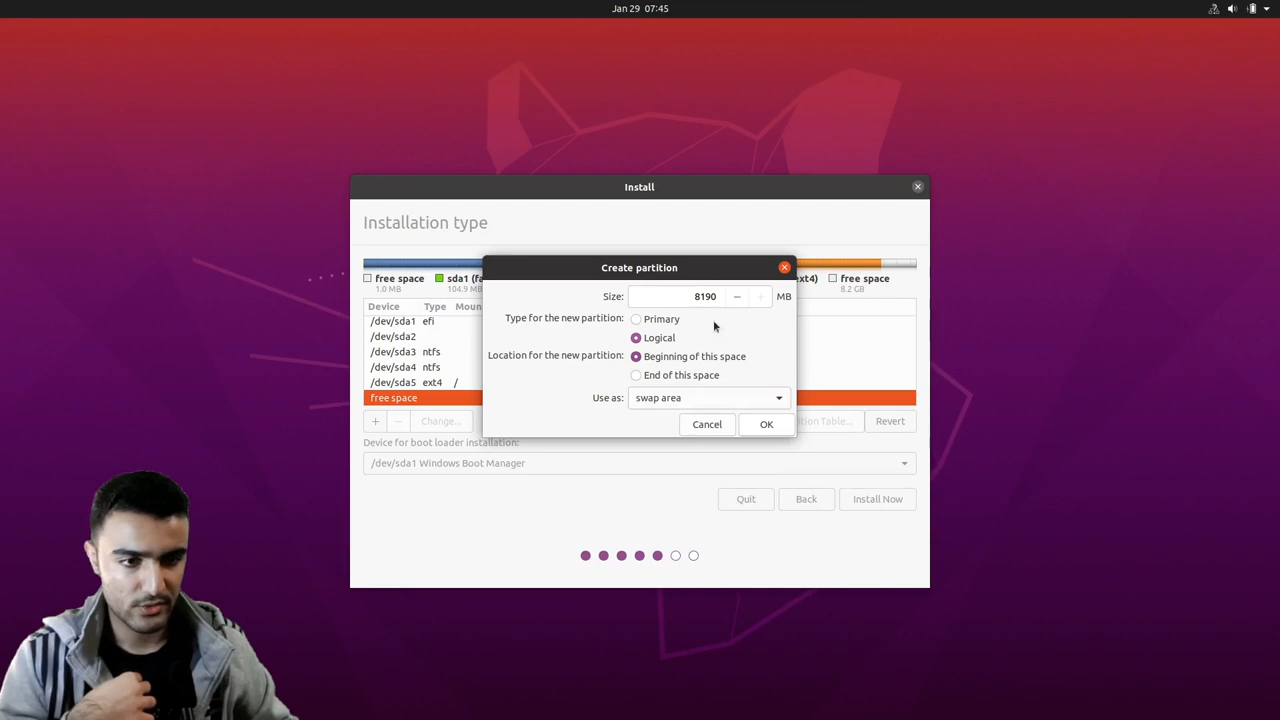 Jan 29 07:45
Install
Installation type
free space sda1 (fa xt4) free space
1.0 MB 104.9 MB 8.2 GB
Create partition
Size: 8190 MB
Type for the new partition: Primary
Logical
Location for the new partition: Beginning of this space
End of this space
Use as: swap area
Cancel OK
Device Type Moun
/dev/sda1 efi
/dev/sda2
/dev/sda3 ntfs
/dev/sda4 ntfs
/dev/sda5 ext4 /
free space
+ - Change... ion Table... Revert
Device for boot loader installation:
/dev/sda1 Windows Boot Manager
Quit Back Install Now